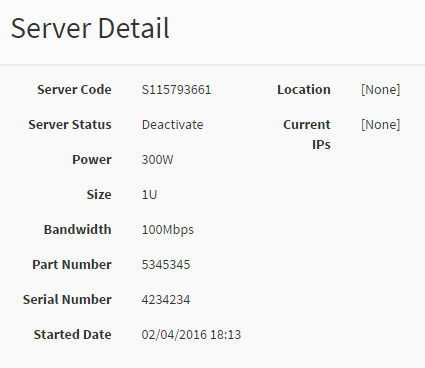 Server Detail
Server Code S115793661 Location [None]
Server Status Deactivate Current IPs [None]
Power 300W
Size 1U
Bandwidth 100Mbps
Part Number 5345345
Serial Number 4234234
Started Date 02/04/2016 18:13